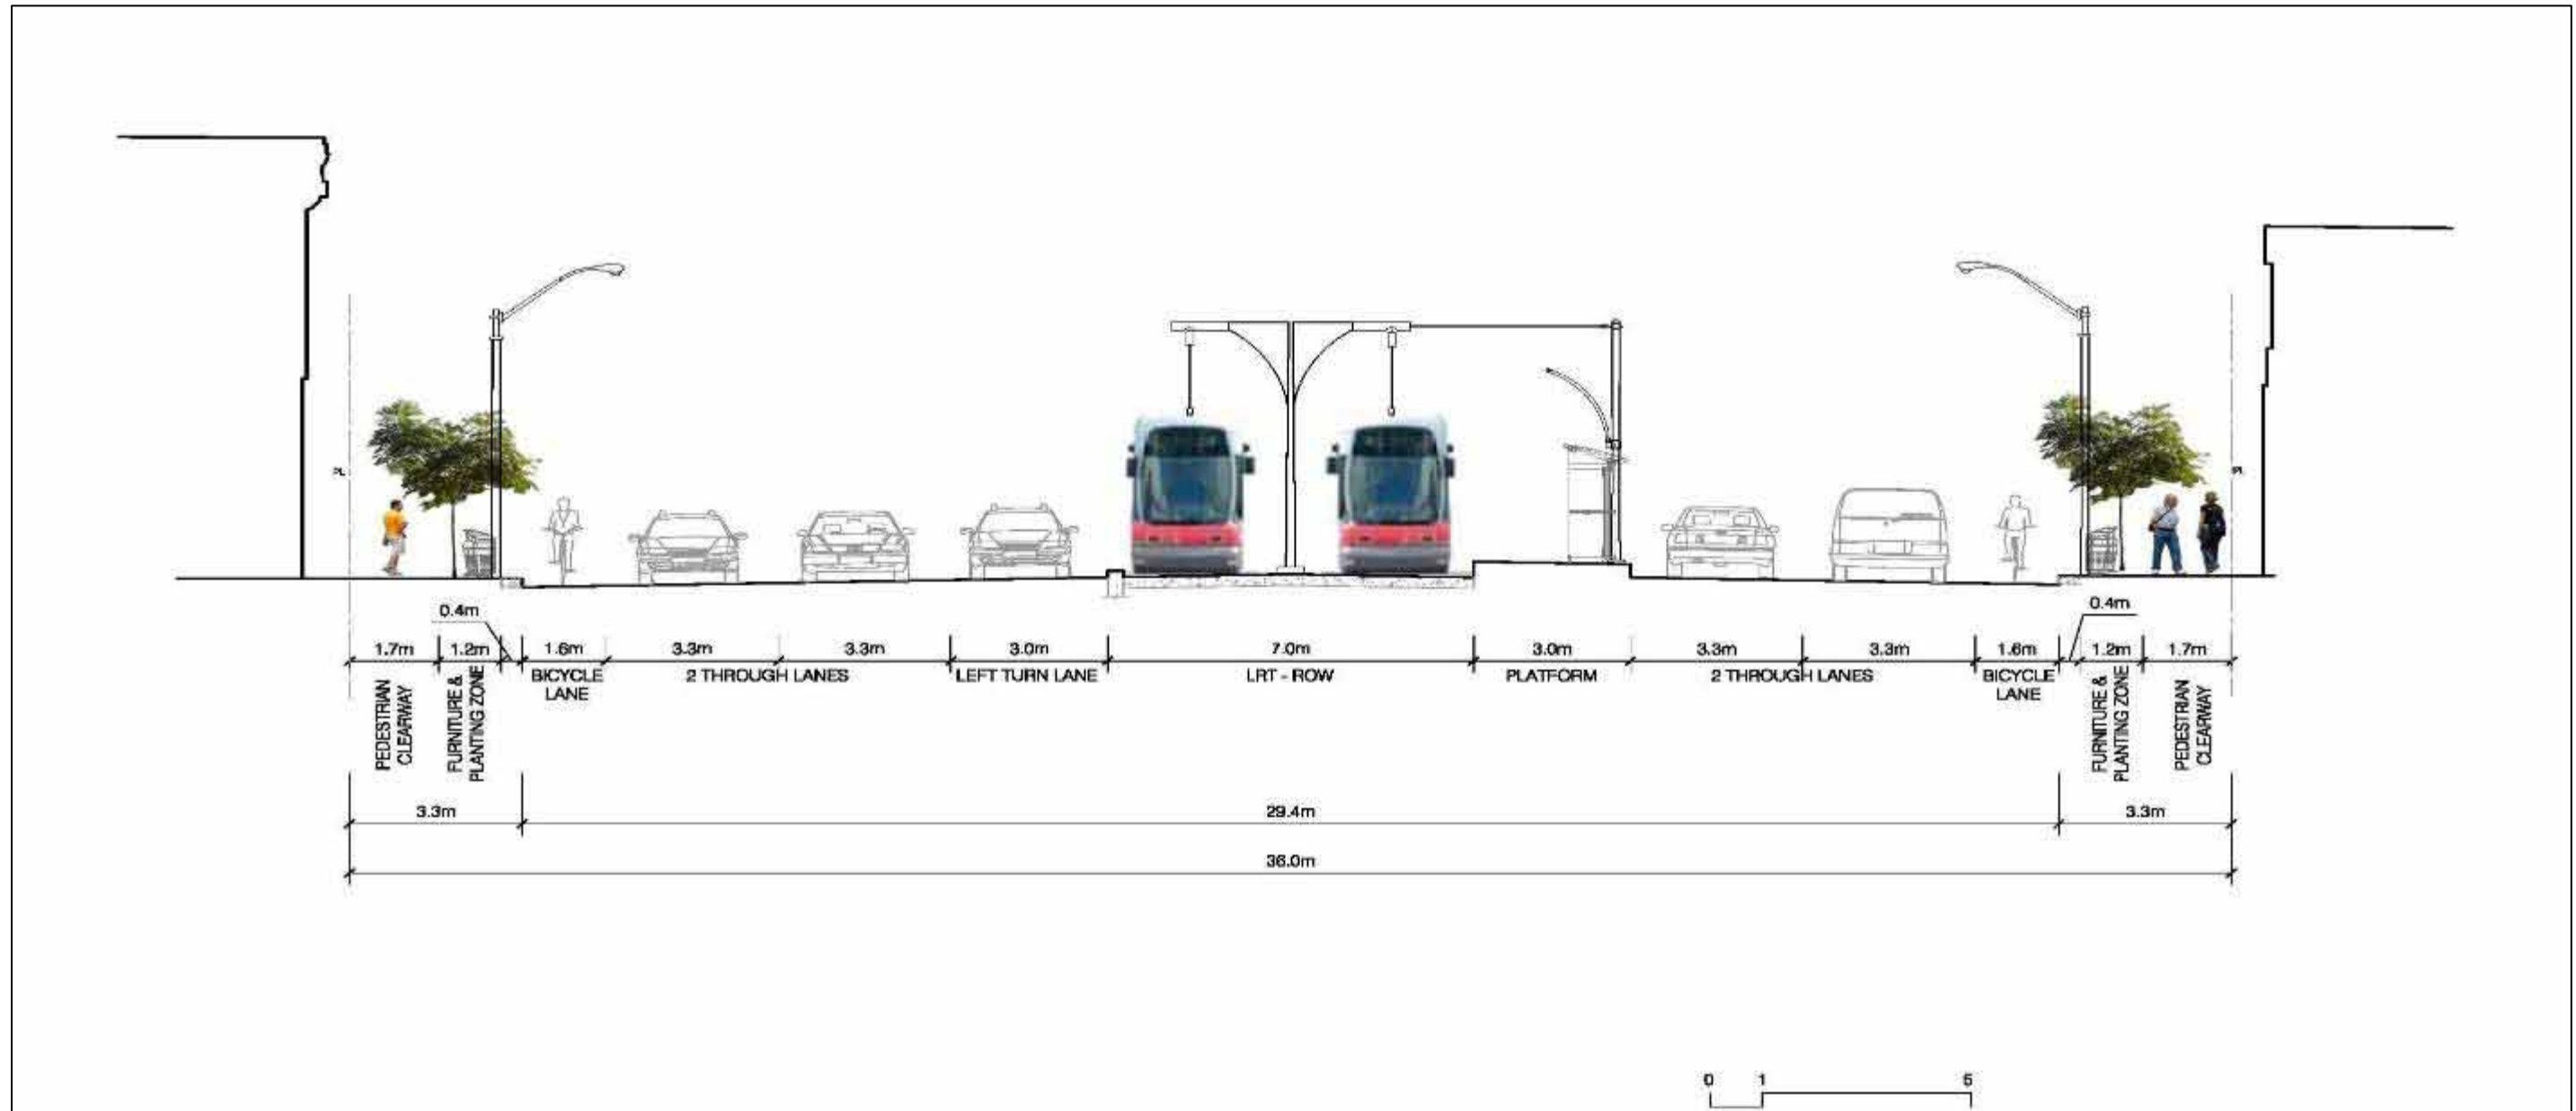 PL
PL
0.4m
0.4m
1.7m 1.2m 1.6m 3.3m 3.3m 3.0m 7.0m 3.0m 3.3m 3.3m 1.6m 1.2m 1.7m
BICYCLE
LANE
2 THROUGH LANES
LEFT TURN LANE
LRT - ROW
PLATFORM
2 THROUGH LANES
BICYCLE
LANE
PEDESTRIAN
CLEARWAY
FURNITURE &
PLANTING ZONE
FURNITURE &
PLANTING ZONE
PEDESTRIAN
CLEARWAY
3.3m 29.4m 3.3m
36.0m
0 1 5